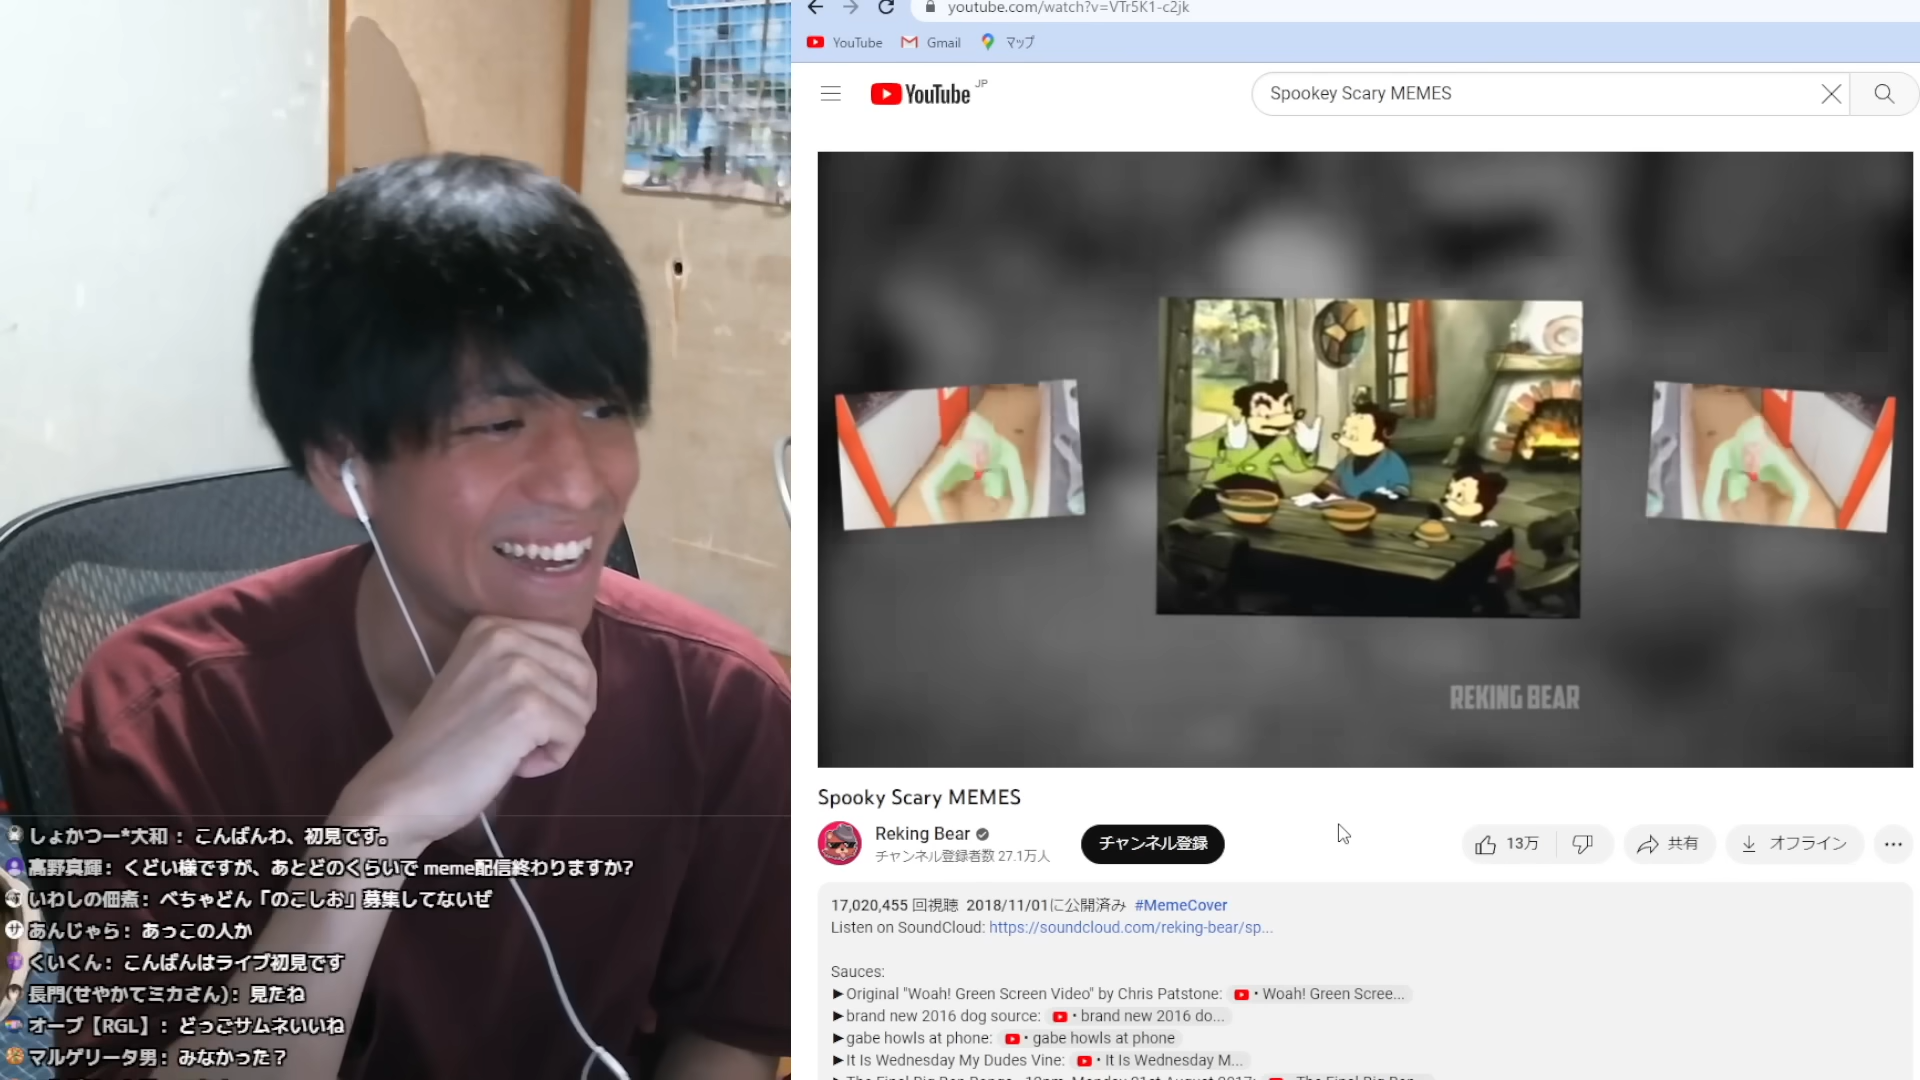 youtube.com/watch?v=VTr5K1-c2jk
YouTube Gmail マップ
YouTube JP
Spookey Scary MEMES
REKING BEAR
Spooky Scary MEMES
Reking Bear
チャンネル登録者数 27.1万人
チャンネル登録
13万
共有
オフライン
17,020,455 回視聴 2018/11/01に公開済み #MemeCover
Listen on SoundCloud: https://soundcloud.com/reking-bear/sp...
Sauces:
►Original "Woah! Green Screen Video" by Chris Patstone: • Woah! Green Scree...
►brand new 2016 dog source: • brand new 2016 do...
►gabe howls at phone: • gabe howls at phone
►It Is Wednesday My Dudes Vine: • It Is Wednesday M...
しょかつー*大和： こんばんわ、初見です。
髙野真輝： くどい様ですが、あとどのくらいで meme配信終わりますか?
いわしの佃煮： べちゃどん「のこしお」募集してないぜ
あんじゃら： あっこの人か
くいくん： こんばんはライブ初見です
長門(せやかてミカさん)： 見たね
オーブ【RGL】： どっごサムネいいね
マルゲリータ男： みなかった？